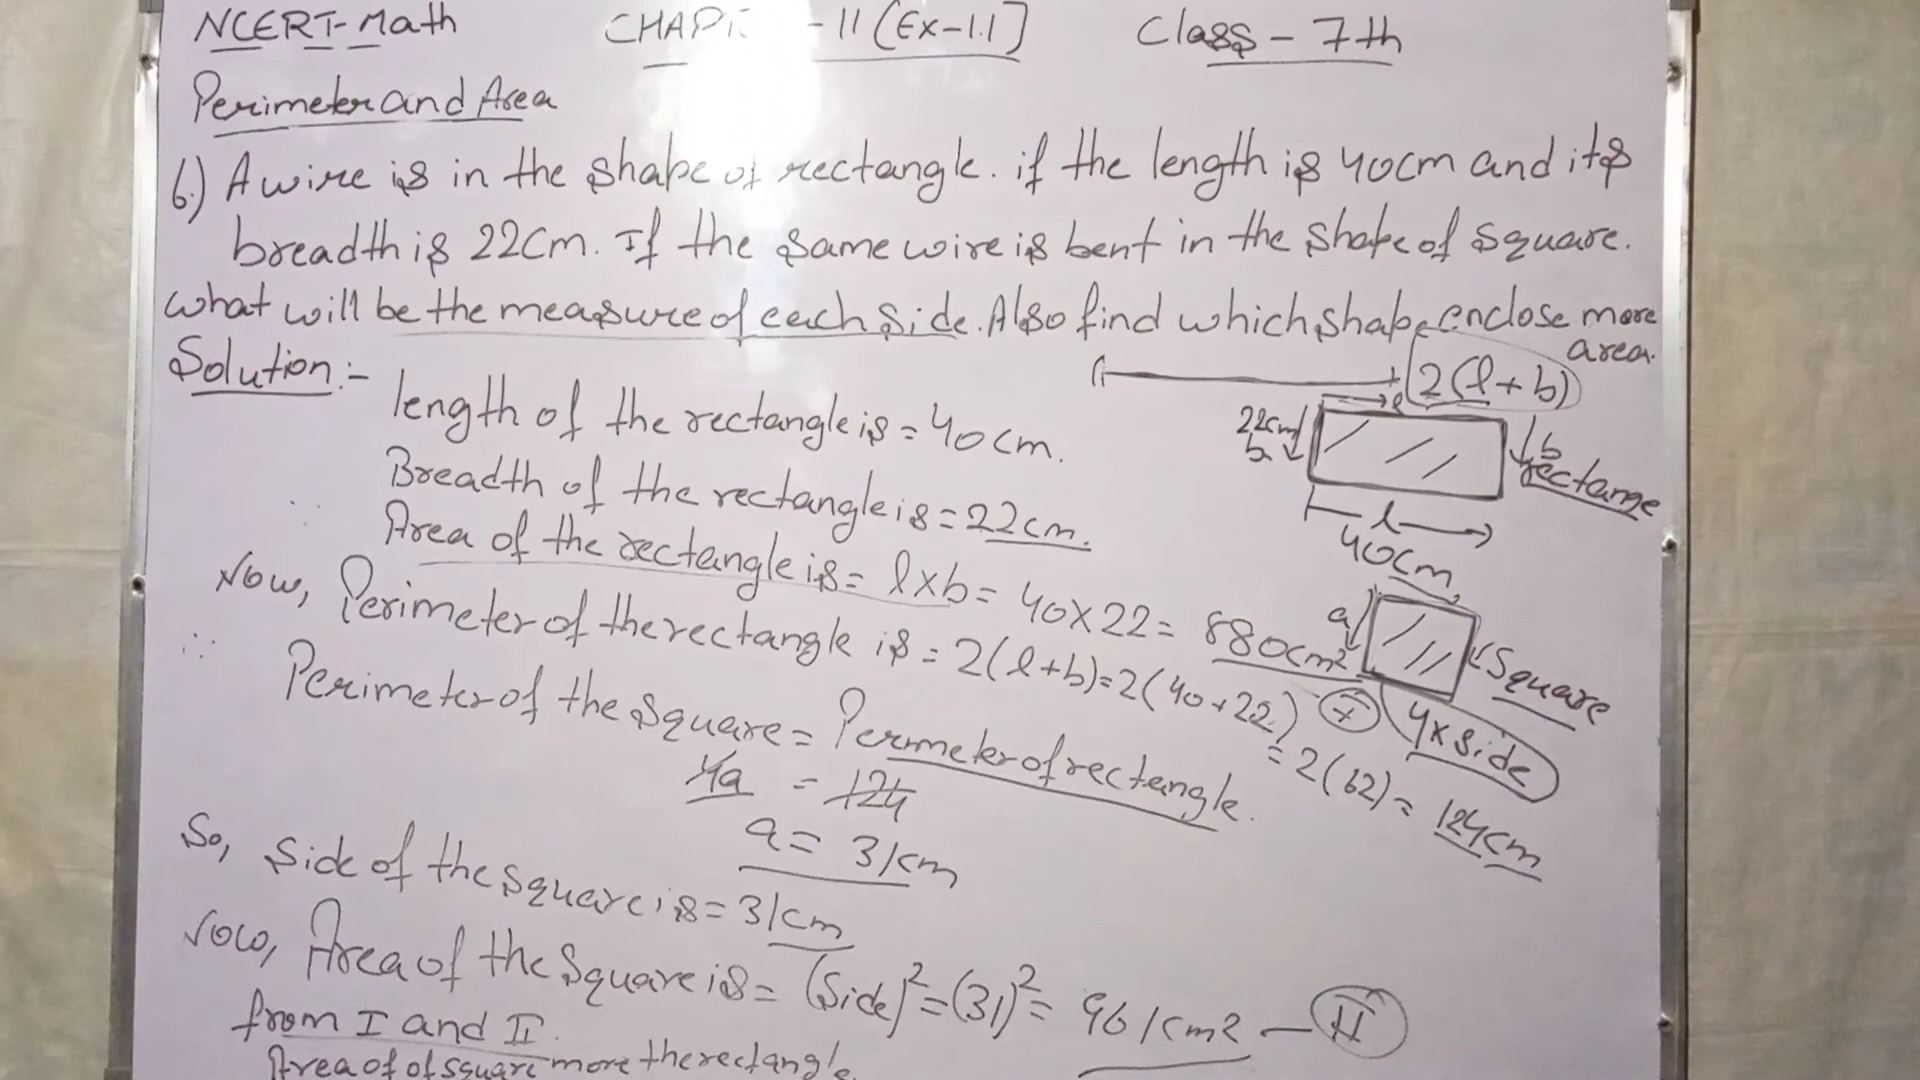 NCERT-Math CHAP - 11 (Ex-11.1) Class - 7th
Perimeter and Area
6.) A wire is in the shape of rectangle. if the length is 40cm and its
breadth is 22cm. If the same wire is bent in the shape of square.
what will be the measure of each side. Also find which shape enclose more
area.
Solution:-
length of the rectangle is = 40cm.
Breadth of the rectangle is = 22cm.
Area of the rectangle is = l×b = 40×22 = 880cm² - I
Now, Perimeter of the rectangle is = 2(l+b) = 2(40+22)
= 2(62) = 124cm
∴ Perimeter of the square = Perimeter of rectangle.
4a = 124
a = 31cm
So, Side of the square is = 31cm
Now, Area of the square is = (Side)² = (31)² = 961cm² - II
from I and II
Area of of square more the rectangle.
2(l+b)
l
22cm
b
b
rectange
l
40cm
a
Square
4×side